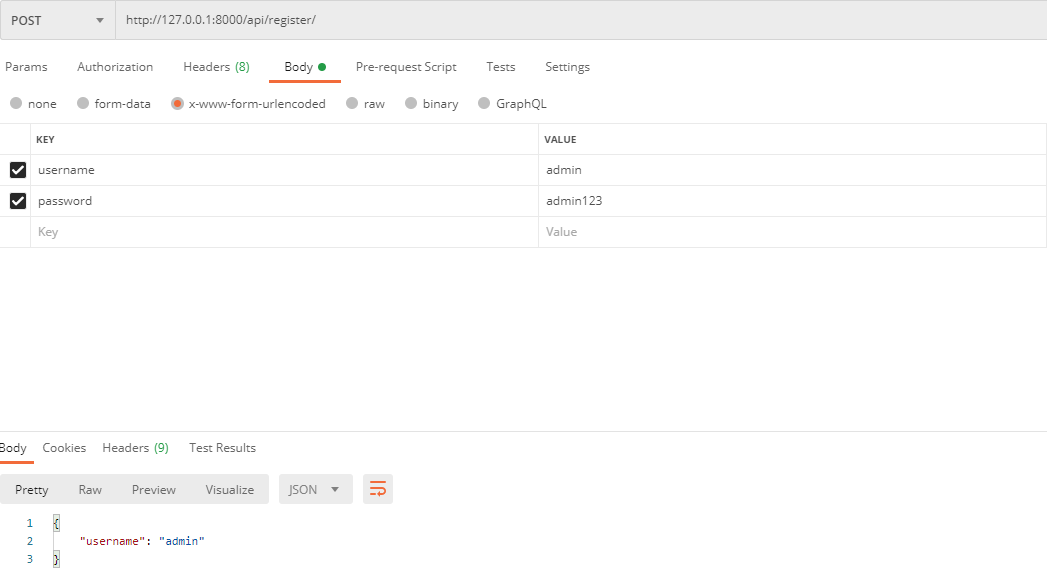 POST http://127.0.0.1:8000/api/register/
Params Authorization Headers (8) Body Pre-request Script Tests Settings
none form-data x-www-form-urlencoded raw binary GraphQL
KEY VALUE
username admin
password admin123
Key Value
Body Cookies Headers (9) Test Results
Pretty Raw Preview Visualize JSON
1 {
2 "username": "admin"
3 }